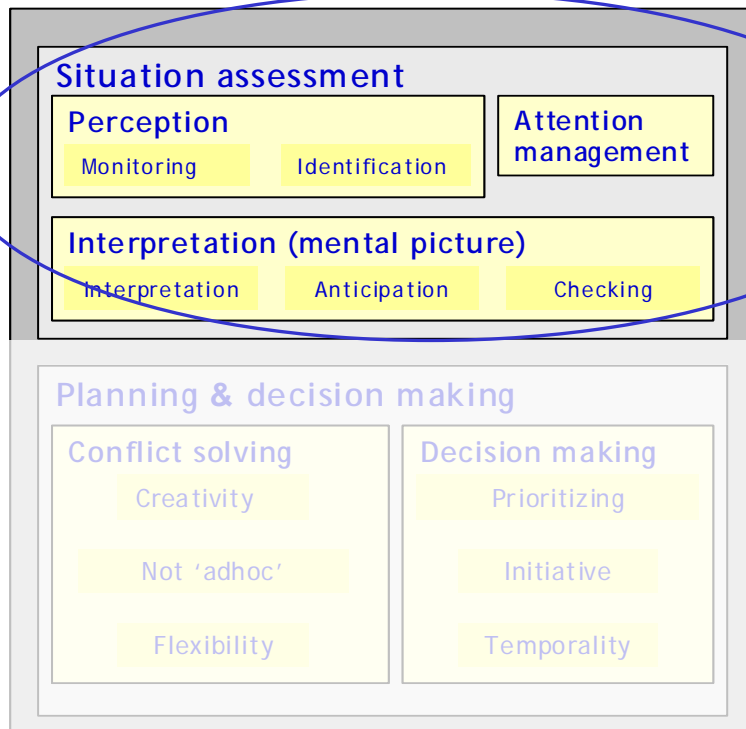 Situation assessment
Perception
Monitoring
Identification
Attention
management
Interpretation (mental picture)
Interpretation
Anticipation
Checking
Planning & decision making
Conflict solving
Creativity
Not ‘adhoc’
Flexibility
Decision making
Prioritizing
Initiative
Temporality